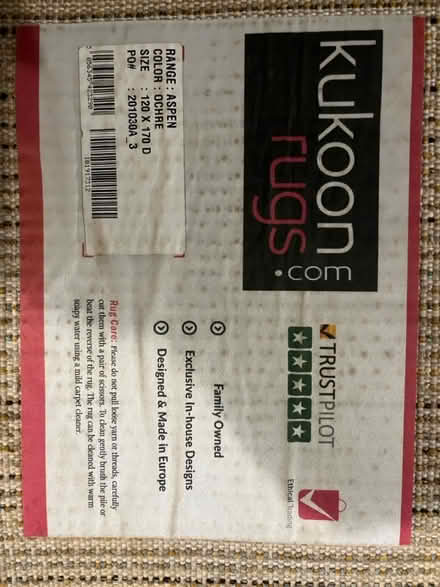 kukoon
rugs
.com
TRUSTPILOT
Ethical Trading
RANGE : ASPEN
COLOR : OCHRE
SIZE : 120 X 170 D
PO# : 201030A_3
181917212
Family Owned
Exclusive In-house Designs
Designed & Made in Europe
Rug Care: Please do not pull loose yarn or threads, carefully
cut them with a pair of scissors. To clean gently brush the pile or
beat the reverse of the rug. The rug can be cleaned with warm
soapy water using a mild carpet cleaner.